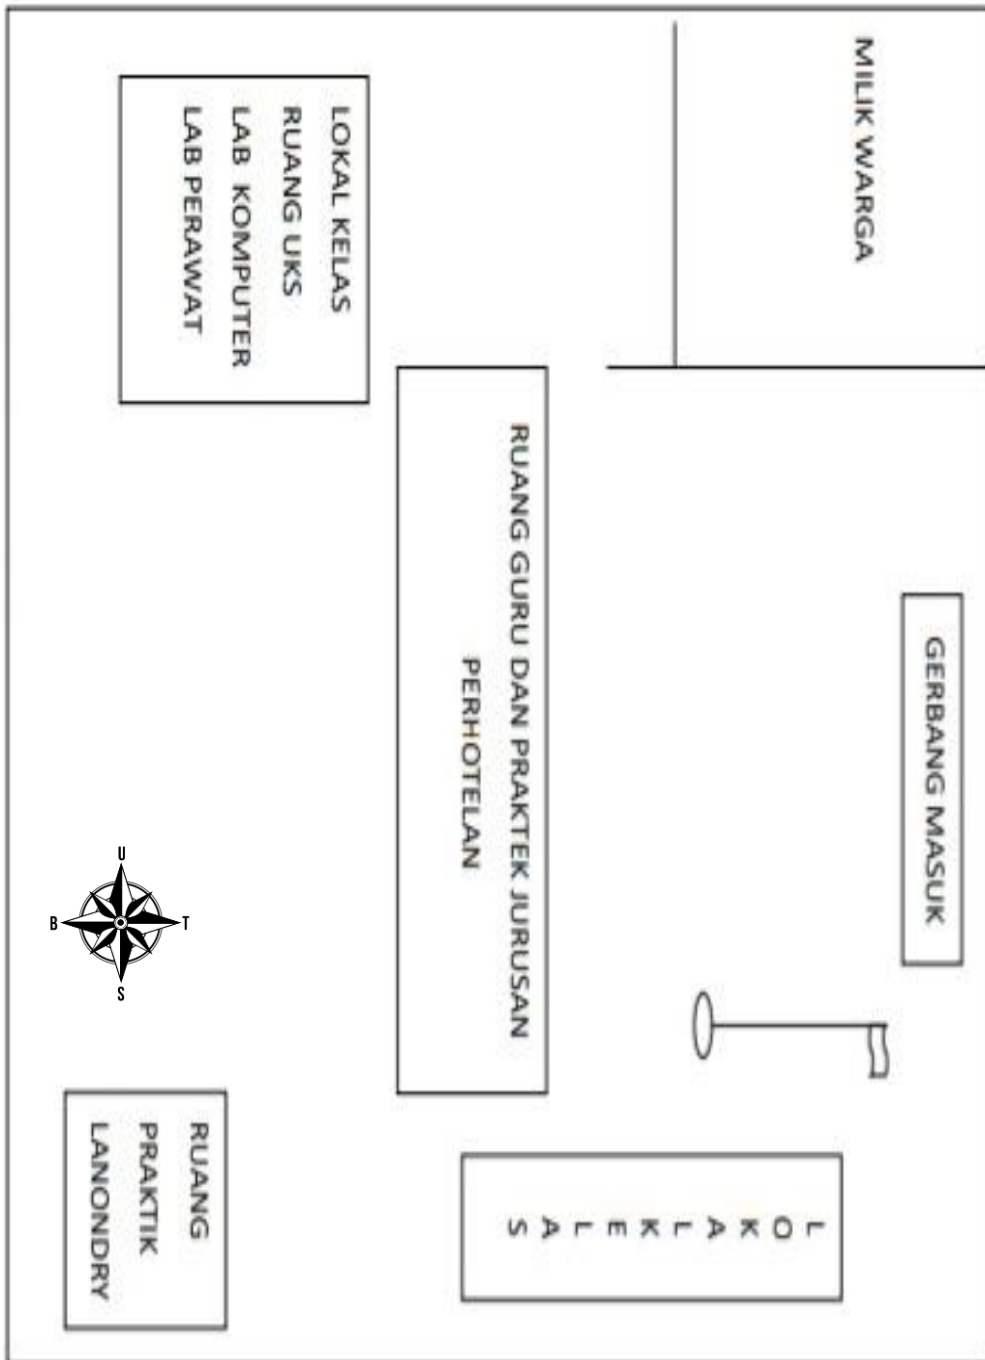 MILIK WARGA
LOKAL KELAS
RUANG UKS
LAB KOMPUTER
LAB PERAWAT
RUANG GURU DAN PRAKTEK JURUSAN
PERHOTELAN
GERBANG MASUK
U
B
T
S
RUANG
PRAKTIK
LANONDRY
L O K A L K E L A S